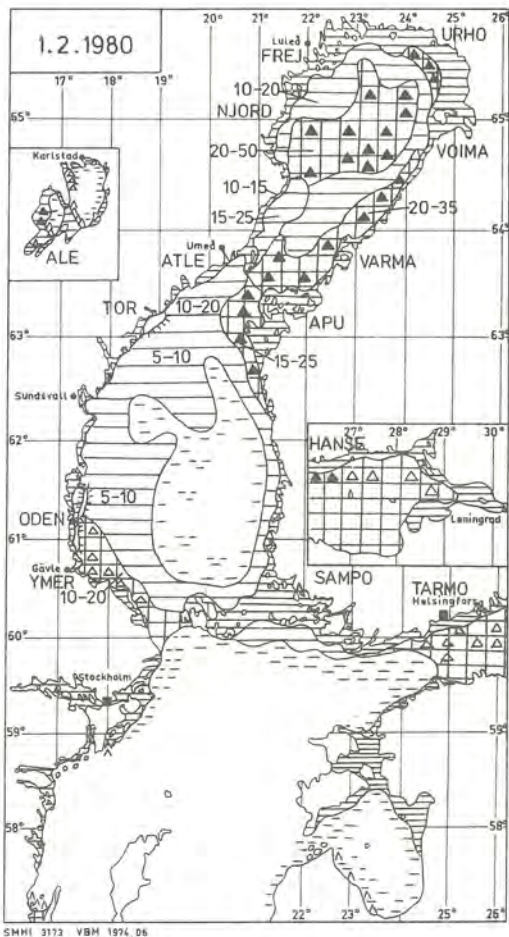 1.2.1980
20° 21° 22° 23° 24° 25° 26°
17° 18° 19°
URHO
Luleå
FREJ
10-20
NJORD
65° 65°
20-50
VOIMA
Karlstad
ALE
10-15
15-25
20-35
64° 54°
Umeå
ATLE
VARMA
TOR
10-20
APU
63° 63°
5-10
15-25
Sundsvall
62°
27° 28° 29° 30°
HANSE
Leningrad
5-10
ODEN
61°
Gävle
YMER
10-20
SAMPO
TARMO
Helsingfors
60°
Stockholm
59° 59°
58° 58°
22° 23° 24° 25° 26°
SMHI 3173 VBM 1974.06